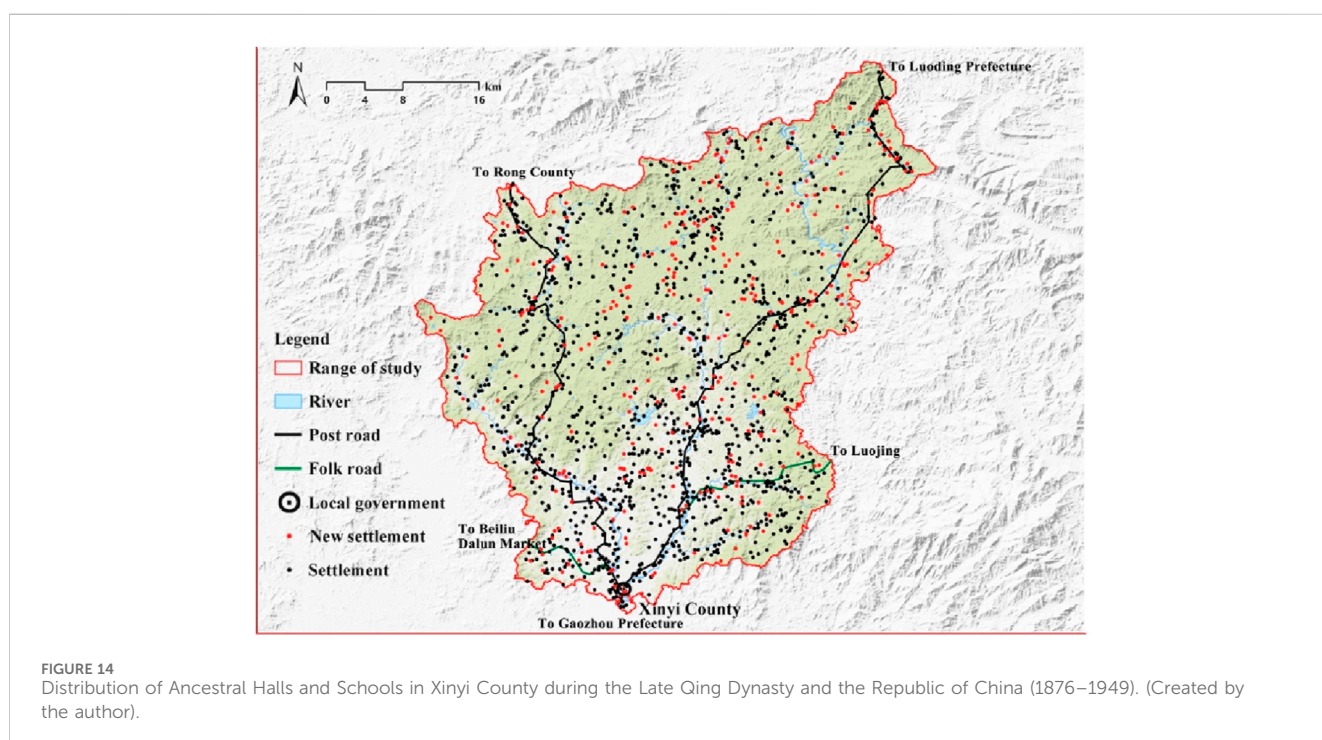 N
km
0 4 8 16
To Luoding Prefecture
To Rong County
Legend
Range of study
River
Post road
Folk road
Local government
New settlement
Settlement
To Luojing
To Beiliu
Dalun Market
Xinyi County
To Gaozhou Prefecture
FIGURE 14
Distribution of Ancestral Halls and Schools in Xinyi County during the Late Qing Dynasty and the Republic of China (1876–1949). (Created by
the author).